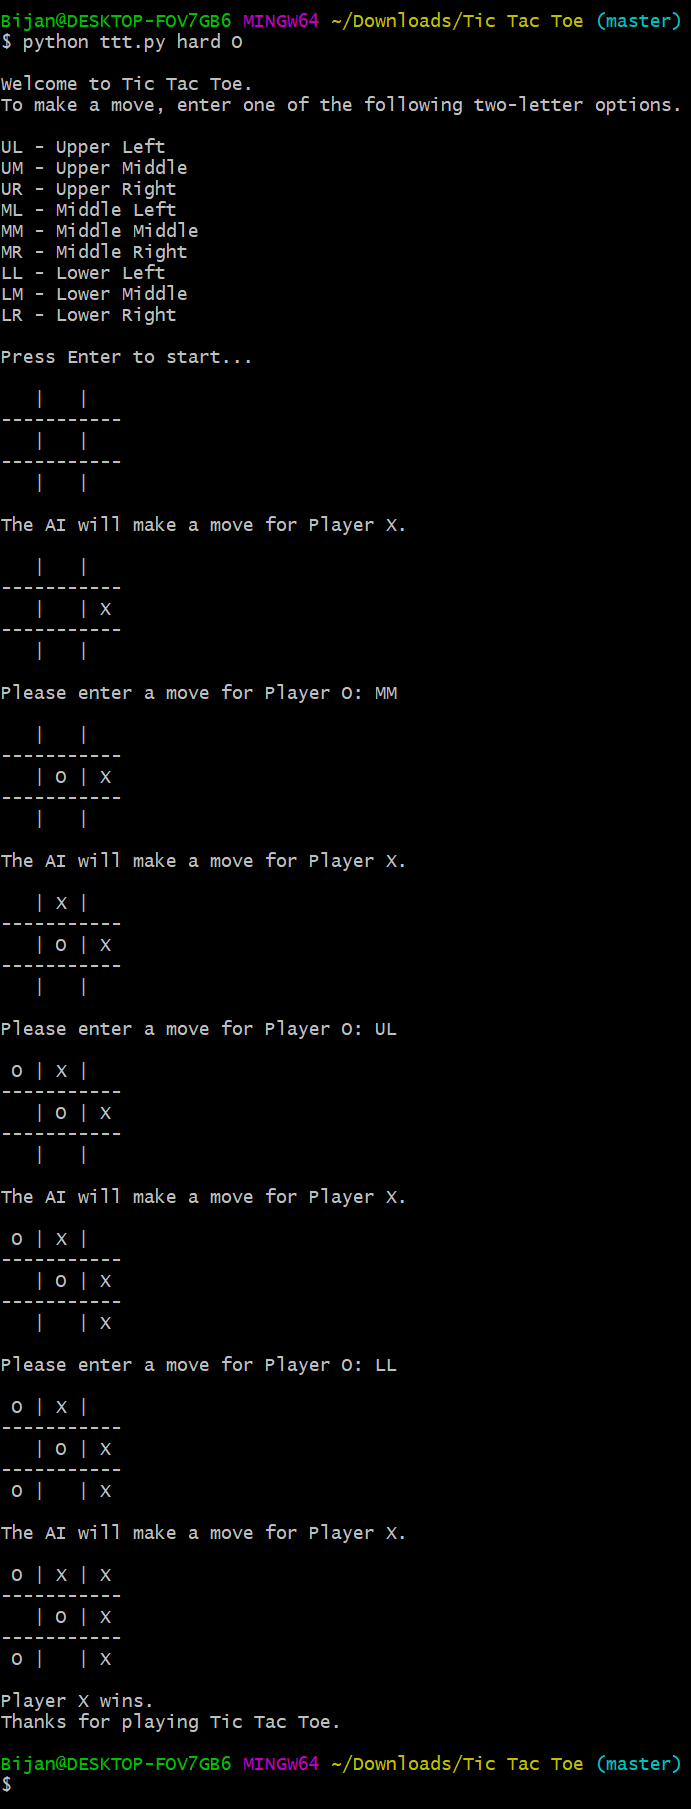 Bijan@DESKTOP-FOV7GB6 MINGW64 ~/Downloads/Tic Tac Toe (master)
$ python ttt.py hard O
Welcome to Tic Tac Toe.
To make a move, enter one of the following two-letter options.
UL - Upper Left
UM - Upper Middle
UR - Upper Right
ML - Middle Left
MM - Middle Middle
MR - Middle Right
LL - Lower Left
LM - Lower Middle
LR - Lower Right
Press Enter to start...
   |   |
-----------
   |   |
-----------
   |   |
The AI will make a move for Player X.
   |   |
-----------
   |   | X
-----------
   |   |
Please enter a move for Player O: MM
   |   |
-----------
   | O | X
-----------
   |   |
The AI will make a move for Player X.
   | X |
-----------
   | O | X
-----------
   |   |
Please enter a move for Player O: UL
 O | X |
-----------
   | O | X
-----------
   |   |
The AI will make a move for Player X.
 O | X |
-----------
   | O | X
-----------
   |   | X
Please enter a move for Player O: LL
 O | X |
-----------
   | O | X
-----------
 O |   | X
The AI will make a move for Player X.
 O | X | X
-----------
   | O | X
-----------
 O |   | X
Player X wins.
Thanks for playing Tic Tac Toe.
Bijan@DESKTOP-FOV7GB6 MINGW64 ~/Downloads/Tic Tac Toe (master)
$